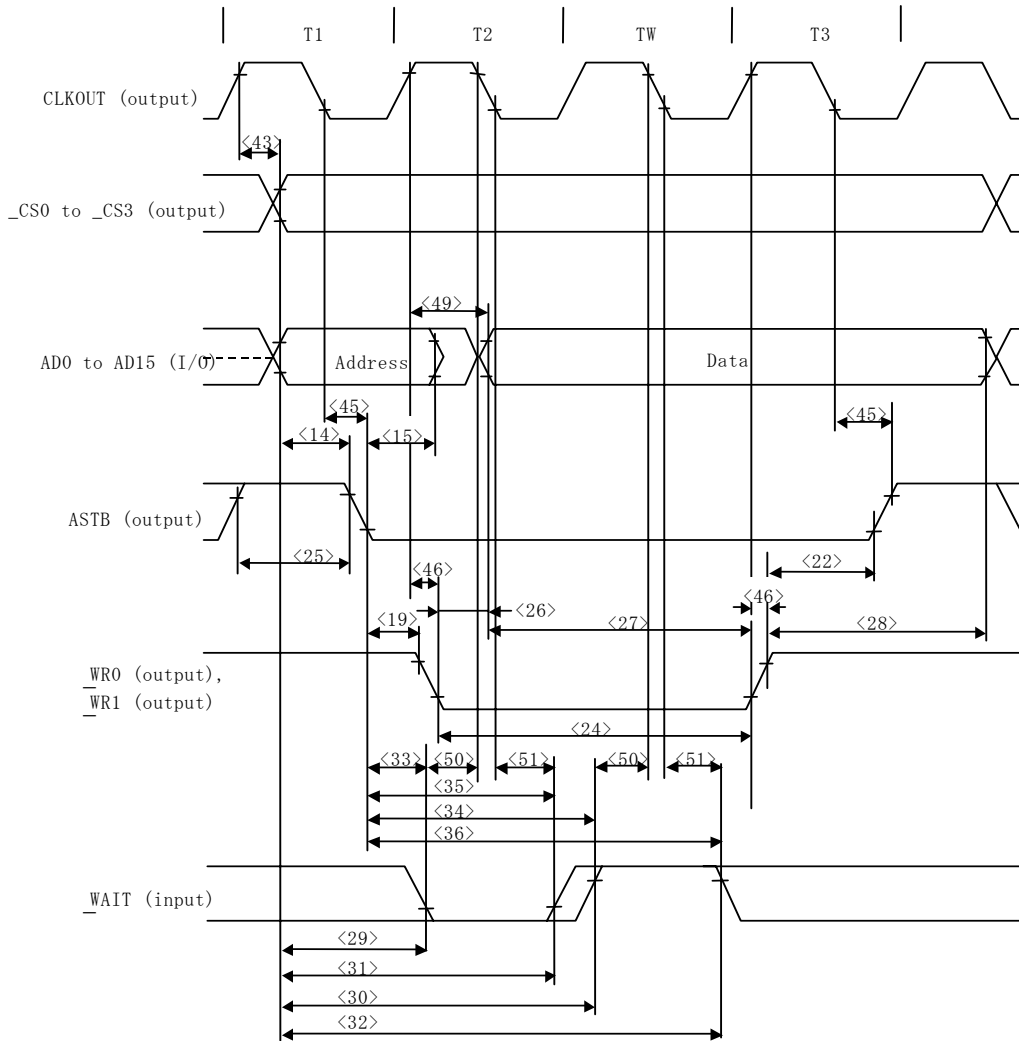 T1 T2 TW T3
CLKOUT (output)
<43>
_CS0 to _CS3 (output)
<49>
AD0 to AD15 (I/O) Address Data
<45> <45>
<14> <15>
ASTB (output)
<25> <22>
<46> <46>
<26>
<19> <27> <28>
_WR0 (output),
_WR1 (output)
<24>
<33> <50> <51> <50> <51>
<35>
<34>
<36>
_WAIT (input)
<29>
<31>
<30>
<32>